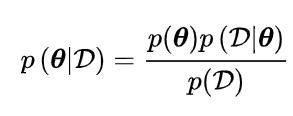 p(𝜽|𝒟) = p(𝜽)p(𝒟|𝜽) / p(𝒟)